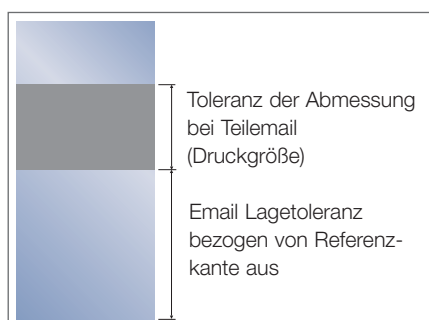 Toleranz der Abmessung
bei Teilemail
(Druckgröße)
Email Lagetoleranz
bezogen von Referenz-
kante aus